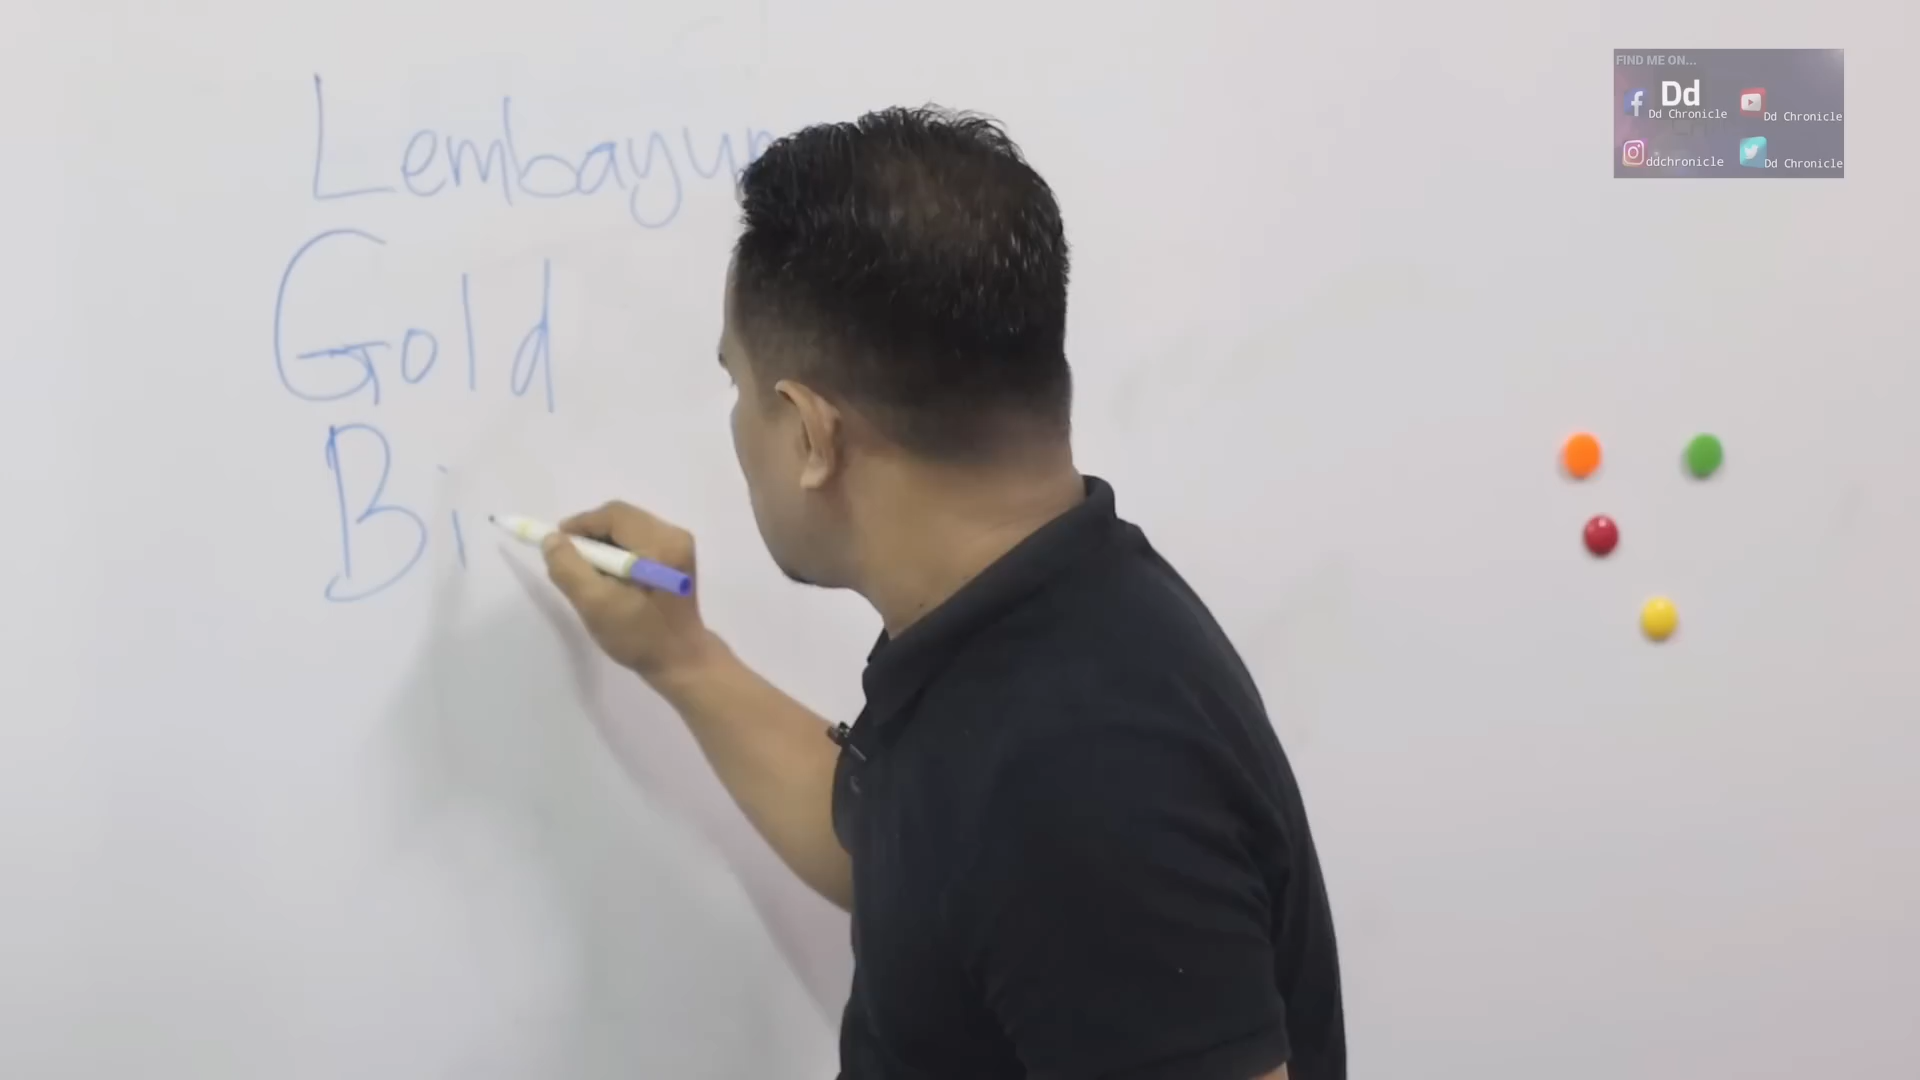 FIND ME ON...
Dd
Dd Chronicle
Dd Chronicle
ddchronicle
Dd Chronicle
Lembayun
Gold
Bi